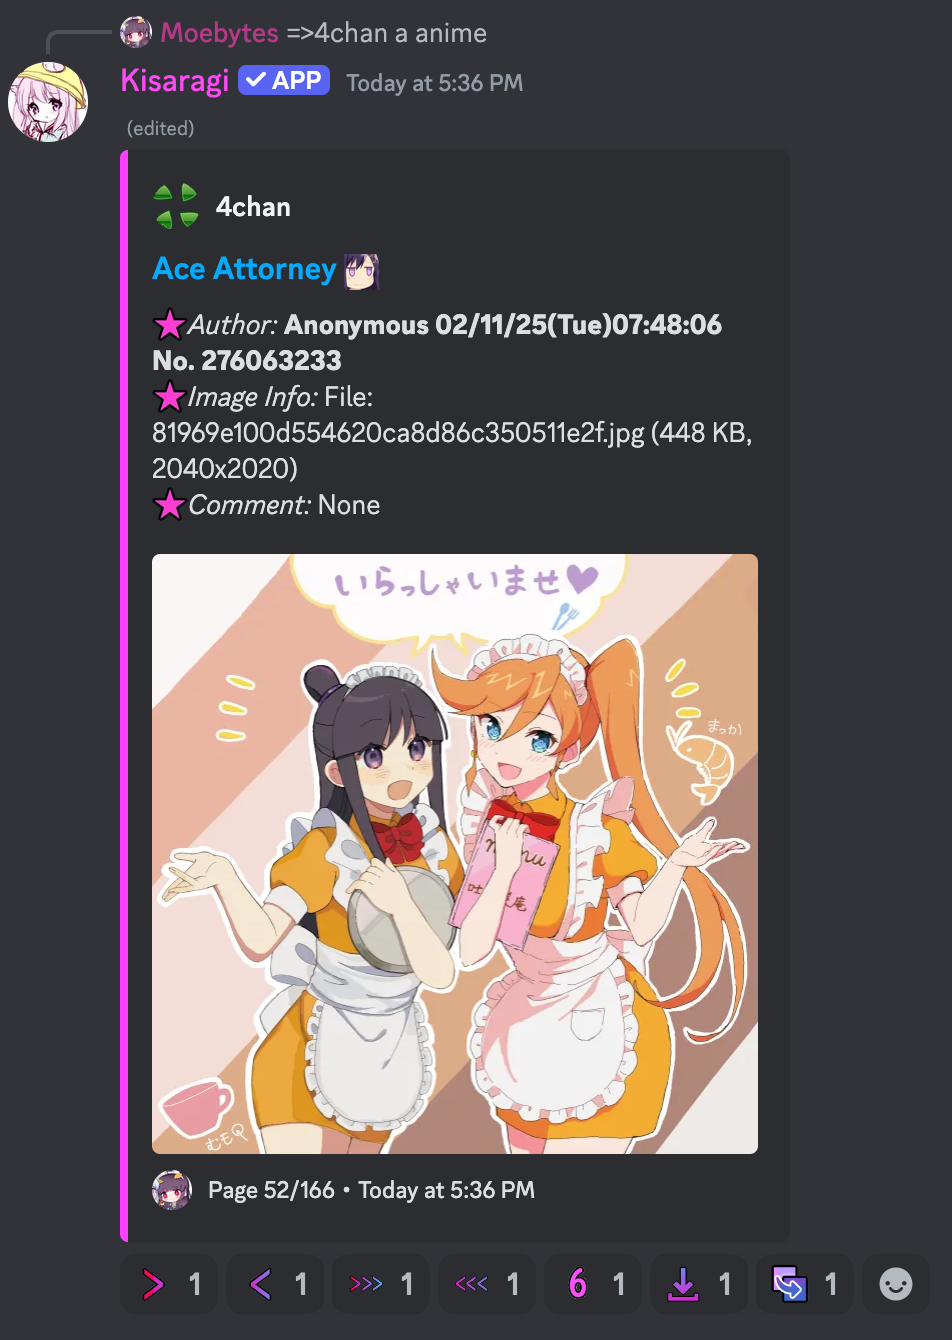 Moebytes =>4chan a anime
Kisaragi APP Today at 5:36 PM
(edited)
4chan
Ace Attorney
Author: Anonymous 02/11/25(Tue)07:48:06
No. 276063233
Image Info: File:
81969e100d554620ca8d86c350511e2f.jpg (448 KB,
2040x2020)
Comment: None
いらっしゃいませ
まっか
むモQ
Page 52/166 • Today at 5:36 PM
> 1 < 1 >>> 1 <<< 1 6 1 1 1